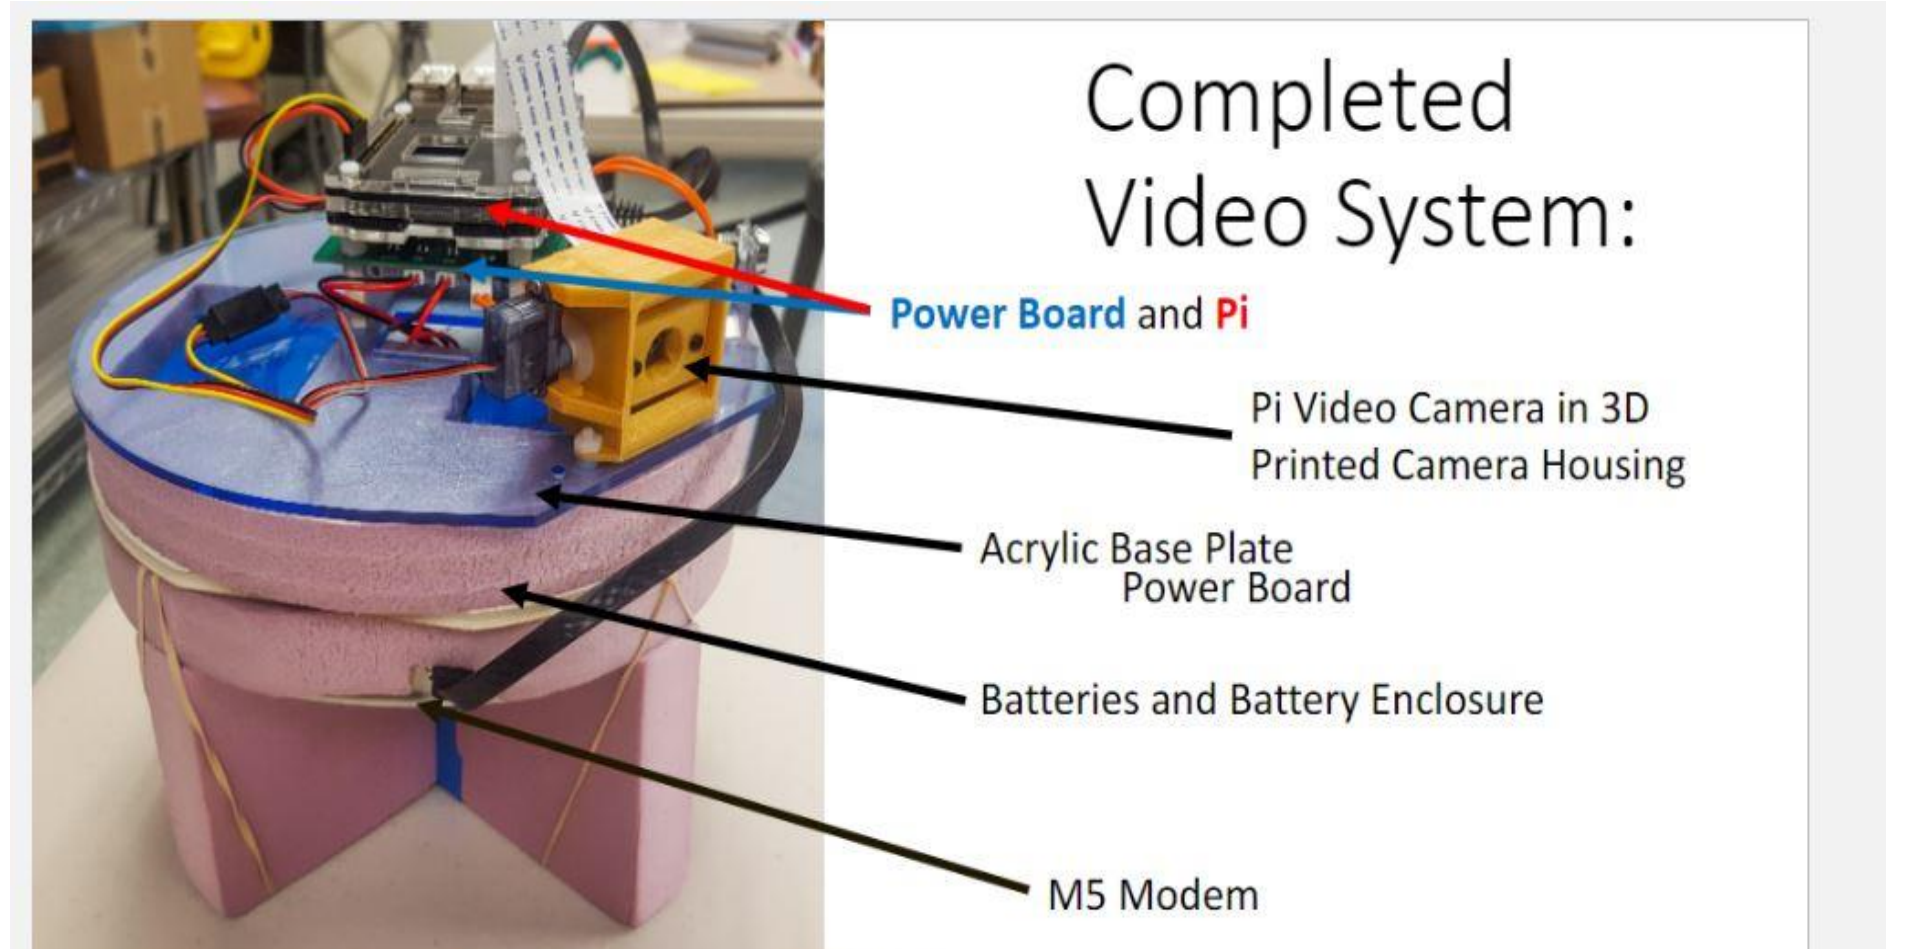 Completed
Video System:
Power Board and Pi
Pi Video Camera in 3D
Printed Camera Housing
Acrylic Base Plate
Power Board
Batteries and Battery Enclosure
M5 Modem